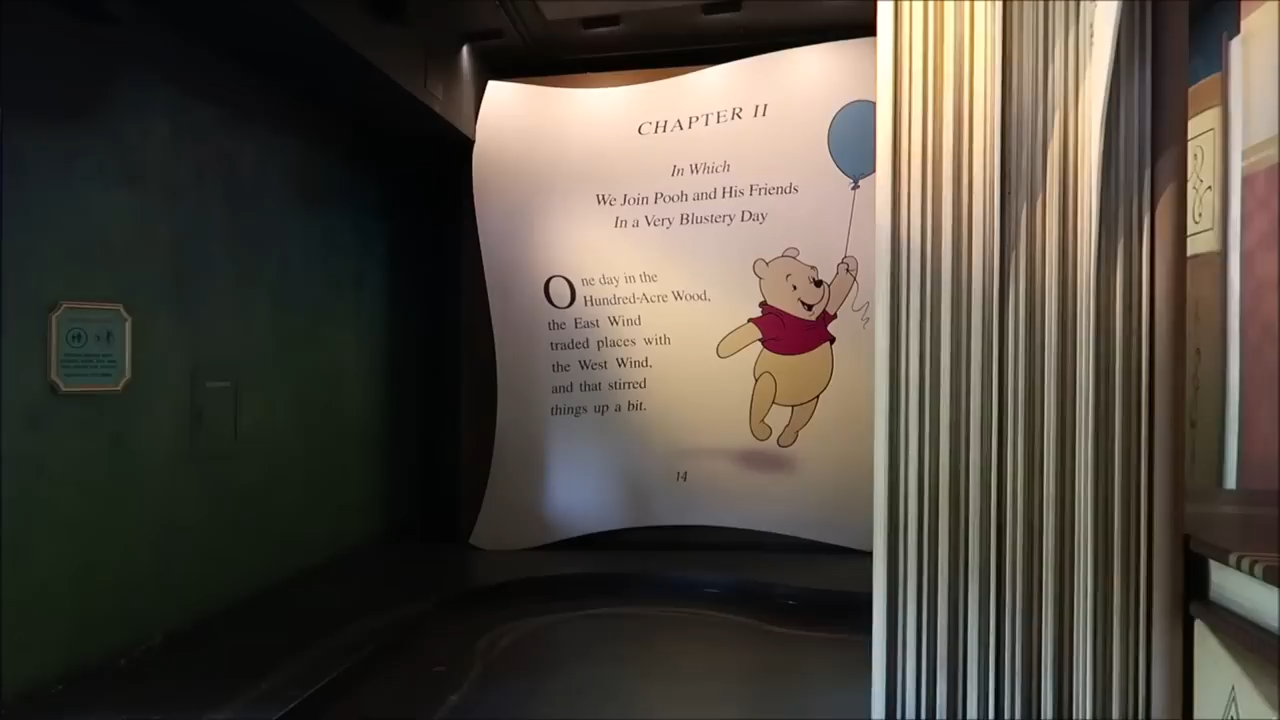 CHAPTER II
In Which
We Join Pooh and His Friends
In a Very Blustery Day
One day in the
Hundred-Acre Wood,
the East Wind
traded places with
the West Wind,
and that stirred
things up a bit.
14